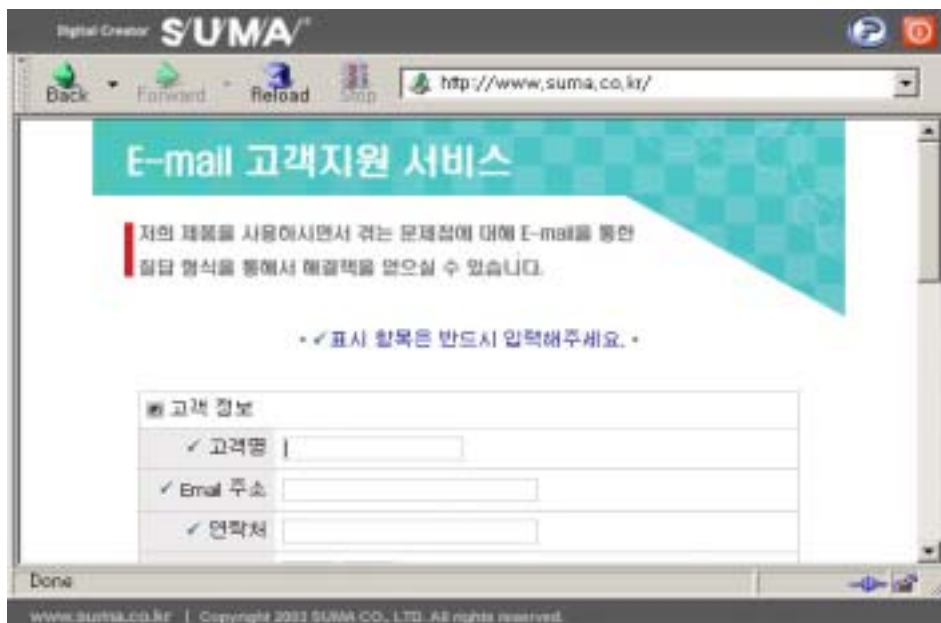 Digital Creator SUMA
Back Forward Reload Stop http://www.suma.co.kr/
E-mail 고객지원 서비스
저희 제품을 사용하시면서 겪는 문제점에 대해 E-mail을 통한
질답 형식을 통해서 해결책을 얻으실 수 있습니다.
• ✓표시 항목은 반드시 입력해주세요. •
고객 정보
✓ 고객명
✓ Email 주소
✓ 연락처
Done
www.suma.co.kr | Copyright 2003 SUMA CO., LTD. All rights reserved.